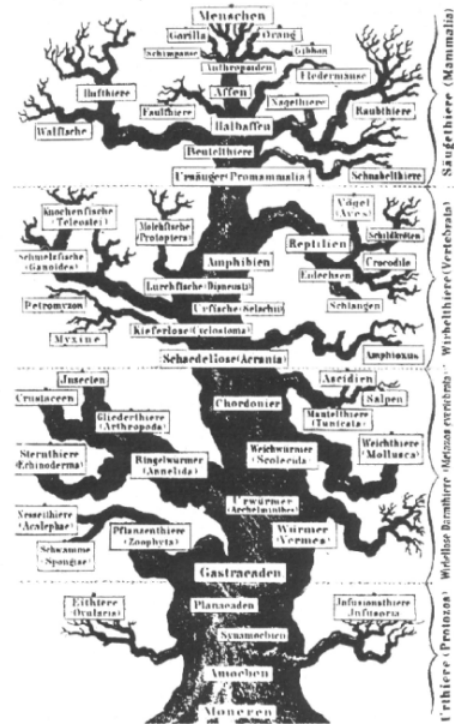 Menschen
Gorilla
Orang
Schimpanse
Gibbon
Anthropoiden
Fledermäuse
Affen
Hufthiere
Faulthiere
Nagethiere
Raubthiere
Walfische
Halbaffen
Beutelthiere
Schnabelthiere
Ursäuger (Promammalia)
Säugethiere (Mammalia)
Knochenfische
(Teleostei)
Molchfische
(Protoptera)
Vögel
(Aves)
Schildkröten
Reptilien
Schmelzfische
(Ganoides)
Amphibien
Crocodile
Eidechsen
Lurchfische (Dipneusta)
Schlangen
Petromyzon
Urfische (Selachii)
Kieferlose (Cyclostoma)
Myxine
Amphioxus
Schaedellose (Acrania)
Wirbelthiere (Vertebrata)
Insecten
Ascidien
Crustaceen
Chordonier
Salpen
Gliederthiere
(Arthropoda)
Mantelthiere
(Tunicata)
Sternthiere
(Echinoderma)
Ringelwürmer
(Annelida)
Weichwürmer
(Scolecida)
Weichthiere
(Mollusca)
Urwürmer
(Archelminthes)
Nesselthiere
(Acalephae)
Pflanzenthiere
(Zoophyta)
Würmer
(Vermes)
Schwämme
(Spongiae)
Gastraeaden
Wirbellose Darmthiere (Metazoa evertebrata)
Eithiere
(Ovularia)
Planaeaden
Infusionsthiere
Infusoria
Synamoebien
Amoeben
Moneren
Urthiere (Protozoa)